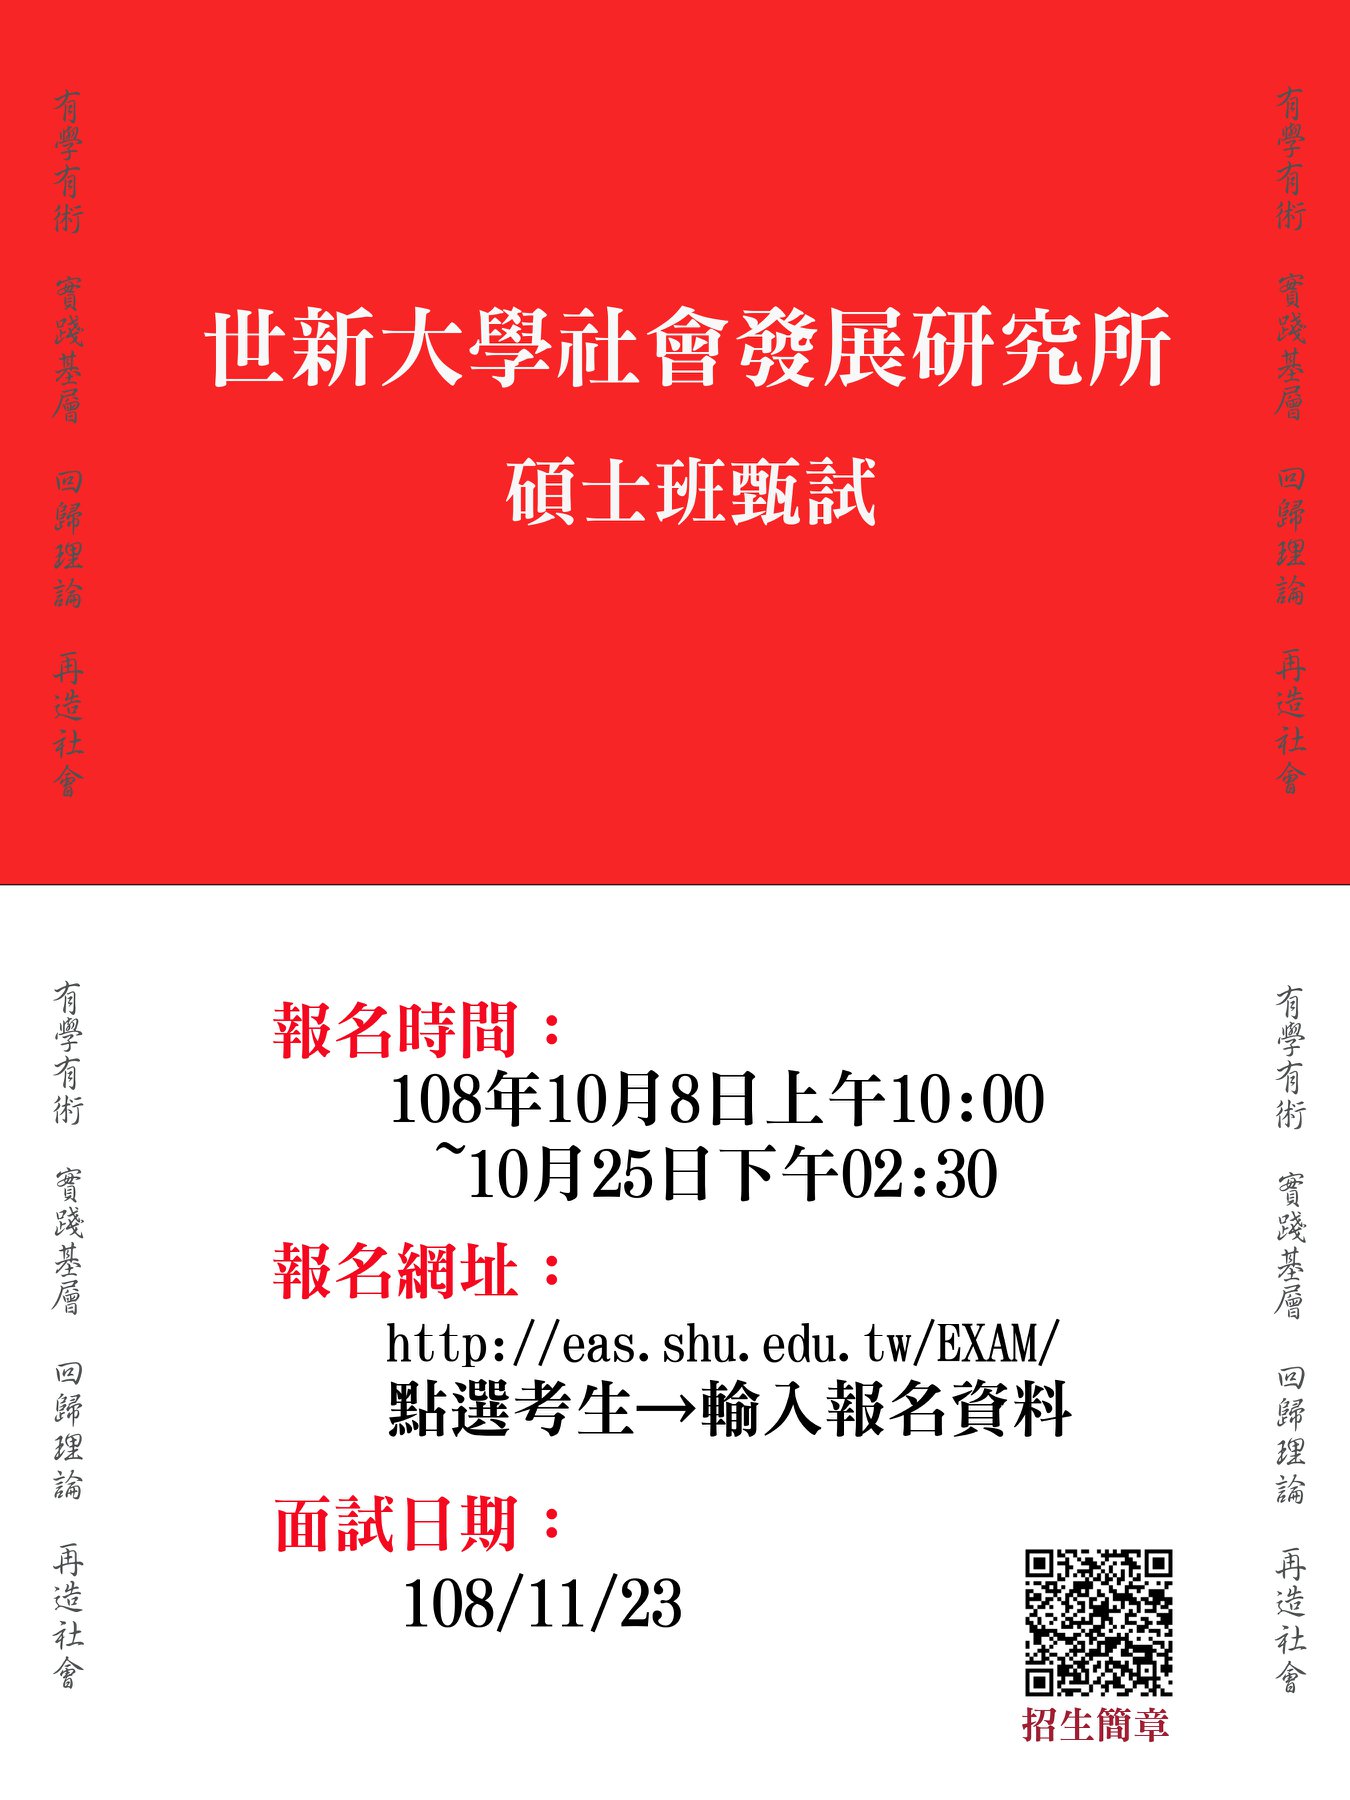 有學有術 實踐基層 回歸理論 再造社會
世新大學社會發展研究所
碩士班甄試
有學有術 實踐基層 回歸理論 再造社會
有學有術 實踐基層 回歸理論 再造社會
報名時間：
108年10月8日上午10:00
~10月25日下午02:30
報名網址：
http://eas.shu.edu.tw/EXAM/
點選考生→輸入報名資料
面試日期：
108/11/23
招生簡章
有學有術 實踐基層 回歸理論 再造社會